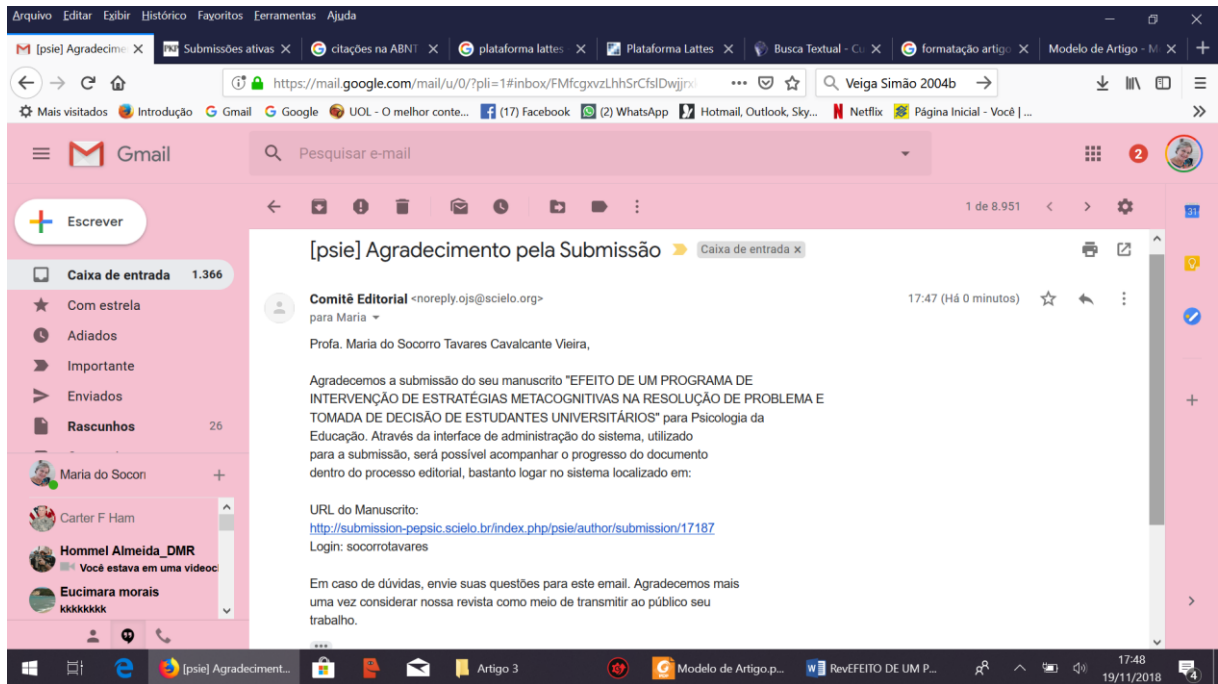 Arquivo Editar Exibir Histórico Favoritos Ferramentas Ajuda
[psie] Agradecime
Submissões ativas
citações na ABNT
plataforma lattes
Plataforma Lattes
Busca Textual - Cu
formatação artigo
Modelo de Artigo - M
https://mail.google.com/mail/u/0/?pli=1#inbox/
Veiga Simão 2004b
Mais visitados Introdução Gmail Google UOL - O melhor conte... (17) Facebook (2) WhatsApp Hotmail, Outlook, Sky... Netflix Página Inicial - Você | ...
Gmail
Pesquisar e-mail
2
Escrever
1 de 8.951
31
[psie] Agradecimento pela Submissão
Caixa de entrada x
Caixa de entrada 1.366
Com estrela
Adiados
Importante
Enviados
Rascunhos 26
Maria do Socorr
Carter F Ham
Hommel Almeida_DMR
Você estava em uma videoc
Eucimara morais
kkkkkkkk
Comitê Editorial <noreply.ojs@scielo.org>
17:47 (Há 0 minutos)
para Maria
Profa. Maria do Socorro Tavares Cavalcante Vieira,
Agradecemos a submissão do seu manuscrito "EFEITO DE UM PROGRAMA DE
INTERVENÇÃO DE ESTRATÉGIAS METACOGNITIVAS NA RESOLUÇÃO DE PROBLEMA E
TOMADA DE DECISÃO DE ESTUDANTES UNIVERSITÁRIOS" para Psicologia da
Educação. Através da interface de administração do sistema, utilizado
para a submissão, será possível acompanhar o progresso do documento
dentro do processo editorial, bastanto logar no sistema localizado em:
URL do Manuscrito:
http://submission-pepsic.scielo.br/index.php/psie/author/submission/17187
Login: socorrotavares
Em caso de dúvidas, envie suas questões para este email. Agradecemos mais
uma vez considerar nossa revista como meio de transmitir ao público seu
trabalho.
[psie] Agradeciment...
Artigo 3
Modelo de Artigo.p...
RevEFEITO DE UM P...
17:48
19/11/2018
4